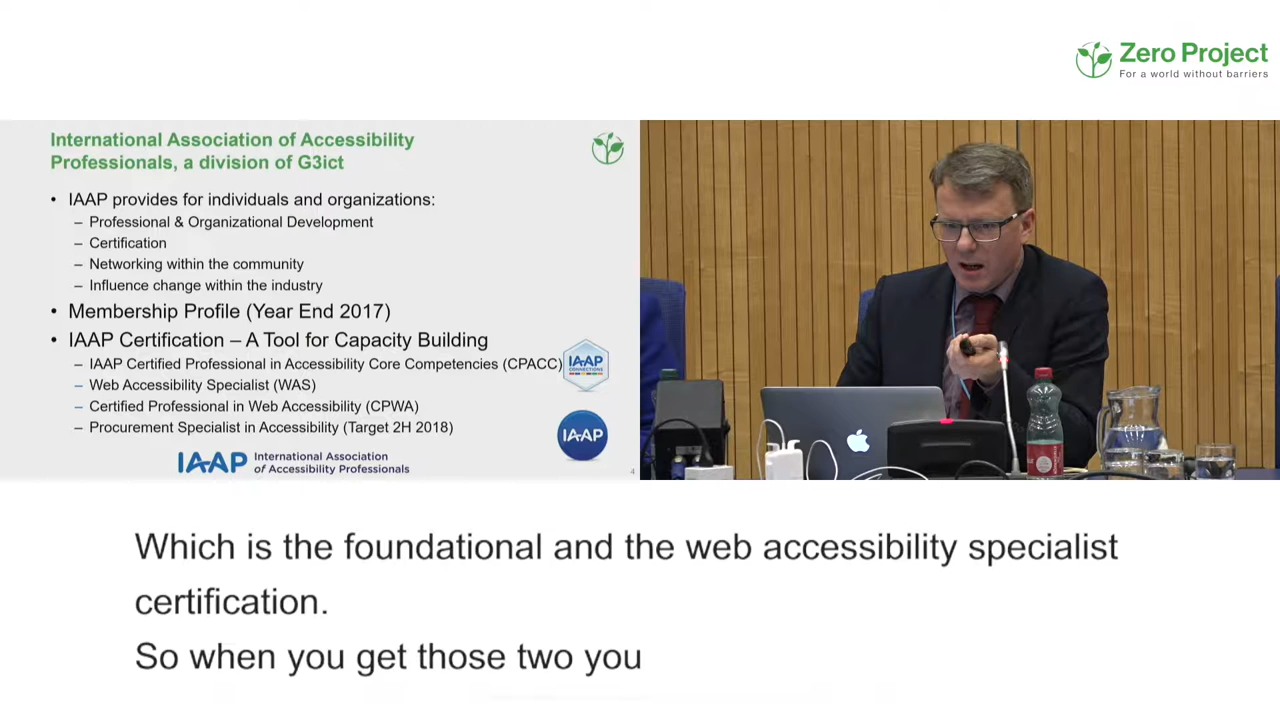 Zero Project
For a world without barriers
International Association of Accessibility
Professionals, a division of G3ict
• IAAP provides for individuals and organizations:
– Professional & Organizational Development
– Certification
– Networking within the community
– Influence change within the industry
• Membership Profile (Year End 2017)
• IAAP Certification – A Tool for Capacity Building
– IAAP Certified Professional in Accessibility Core Competencies (CPACC)
– Web Accessibility Specialist (WAS)
– Certified Professional in Web Accessibility (CPWA)
– Procurement Specialist in Accessibility (Target 2H 2018)
IAAP
CONNECTIONS
IAAP
IAAP International Association
of Accessibility Professionals
4
Which is the foundational and the web accessibility specialist
certification.
So when you get those two you